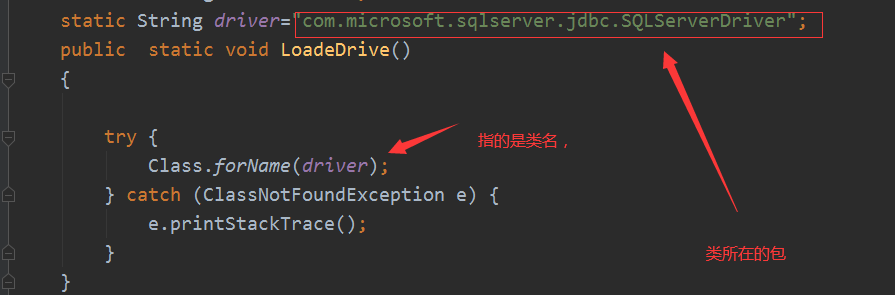 static String driver="com.microsoft.sqlserver.jdbc.SQLServerDriver";
public  static void LoadeDrive()
{
try {
指的是类名，
Class.forName(driver);
} catch (ClassNotFoundException e) {
e.printStackTrace();
}
类所在的包
}